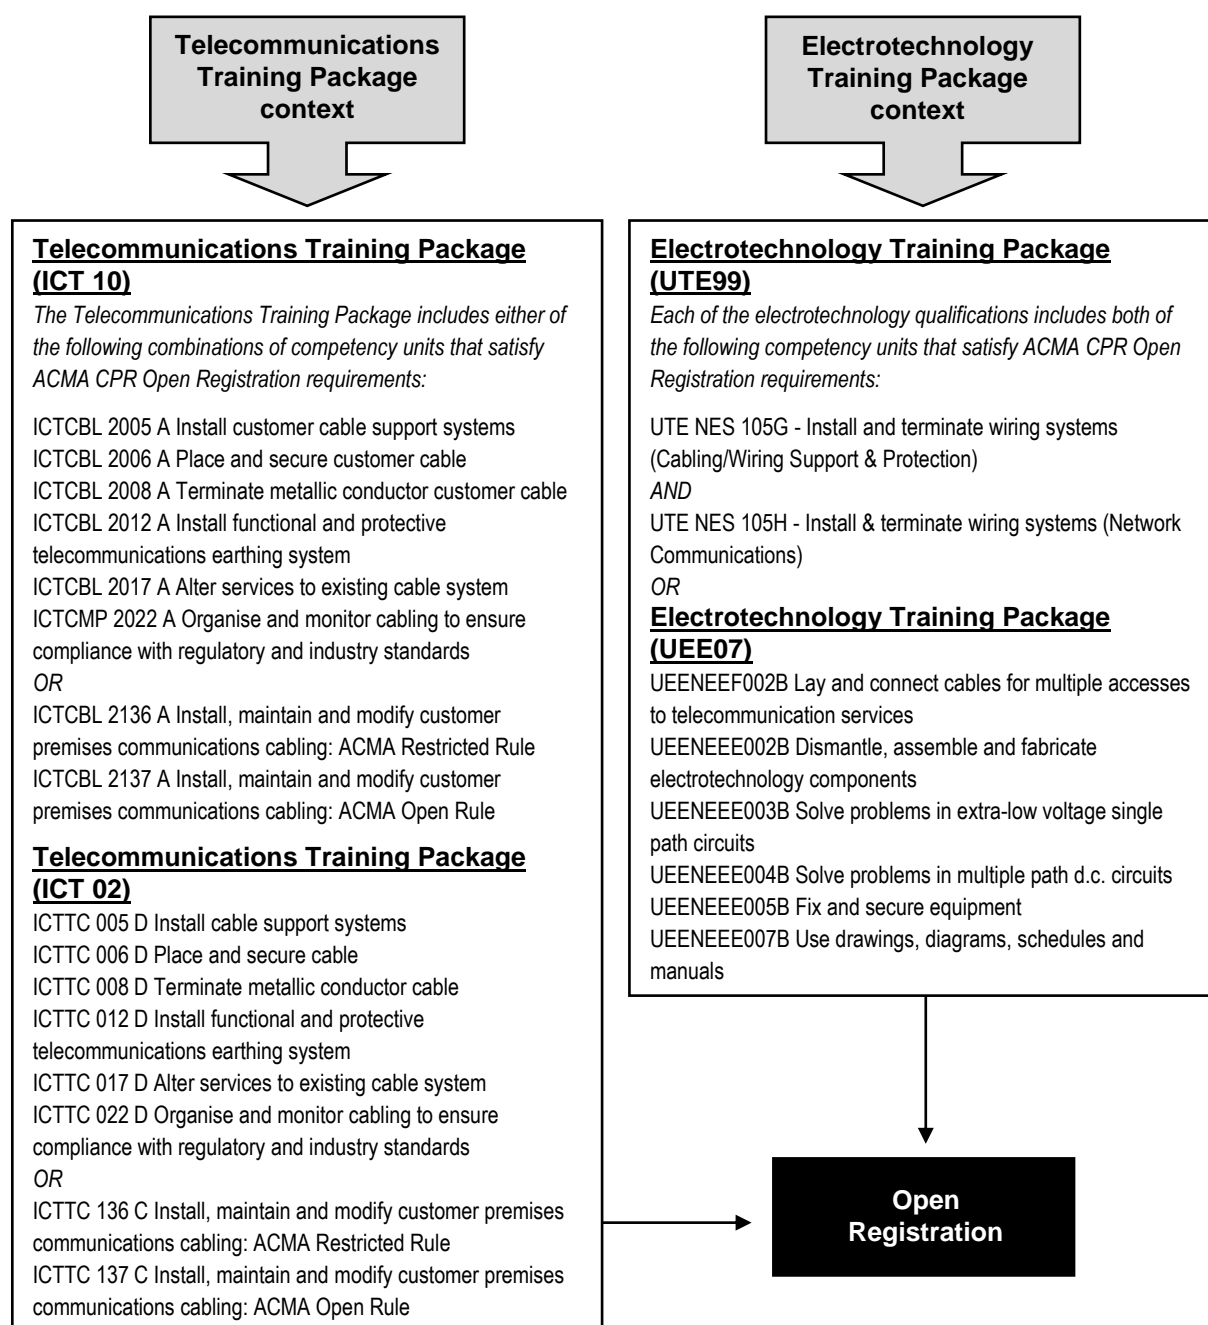 Telecommunications
Training Package
context
Electrotechnology
Training Package
context
Telecommunications Training Package
(ICT 10)
The Telecommunications Training Package includes either of
the following combinations of competency units that satisfy
ACMA CPR Open Registration requirements:
ICTCBL 2005 A Install customer cable support systems
ICTCBL 2006 A Place and secure customer cable
ICTCBL 2008 A Terminate metallic conductor customer cable
ICTCBL 2012 A Install functional and protective
telecommunications earthing system
ICTCBL 2017 A Alter services to existing cable system
ICTCMP 2022 A Organise and monitor cabling to ensure
compliance with regulatory and industry standards
OR
ICTCBL 2136 A Install, maintain and modify customer
premises communications cabling: ACMA Restricted Rule
ICTCBL 2137 A Install, maintain and modify customer
premises communications cabling: ACMA Open Rule
Telecommunications Training Package
(ICT 02)
ICTTC 005 D Install cable support systems
ICTTC 006 D Place and secure cable
ICTTC 008 D Terminate metallic conductor cable
ICTTC 012 D Install functional and protective
telecommunications earthing system
ICTTC 017 D Alter services to existing cable system
ICTTC 022 D Organise and monitor cabling to ensure
compliance with regulatory and industry standards
OR
ICTTC 136 C Install, maintain and modify customer premises
communications cabling: ACMA Restricted Rule
ICTTC 137 C Install, maintain and modify customer premises
communications cabling: ACMA Open Rule
Electrotechnology Training Package
(UTE99)
Each of the electrotechnology qualifications includes both of
the following competency units that satisfy ACMA CPR Open
Registration requirements:
UTE NES 105G - Install and terminate wiring systems
(Cabling/Wiring Support & Protection)
AND
UTE NES 105H - Install & terminate wiring systems (Network
Communications)
OR
Electrotechnology Training Package
(UEE07)
UEENEEF002B Lay and connect cables for multiple accesses
to telecommunication services
UEENEEE002B Dismantle, assemble and fabricate
electrotechnology components
UEENEEE003B Solve problems in extra-low voltage single
path circuits
UEENEEE004B Solve problems in multiple path d.c. circuits
UEENEEE005B Fix and secure equipment
UEENEEE007B Use drawings, diagrams, schedules and
manuals
Open
Registration